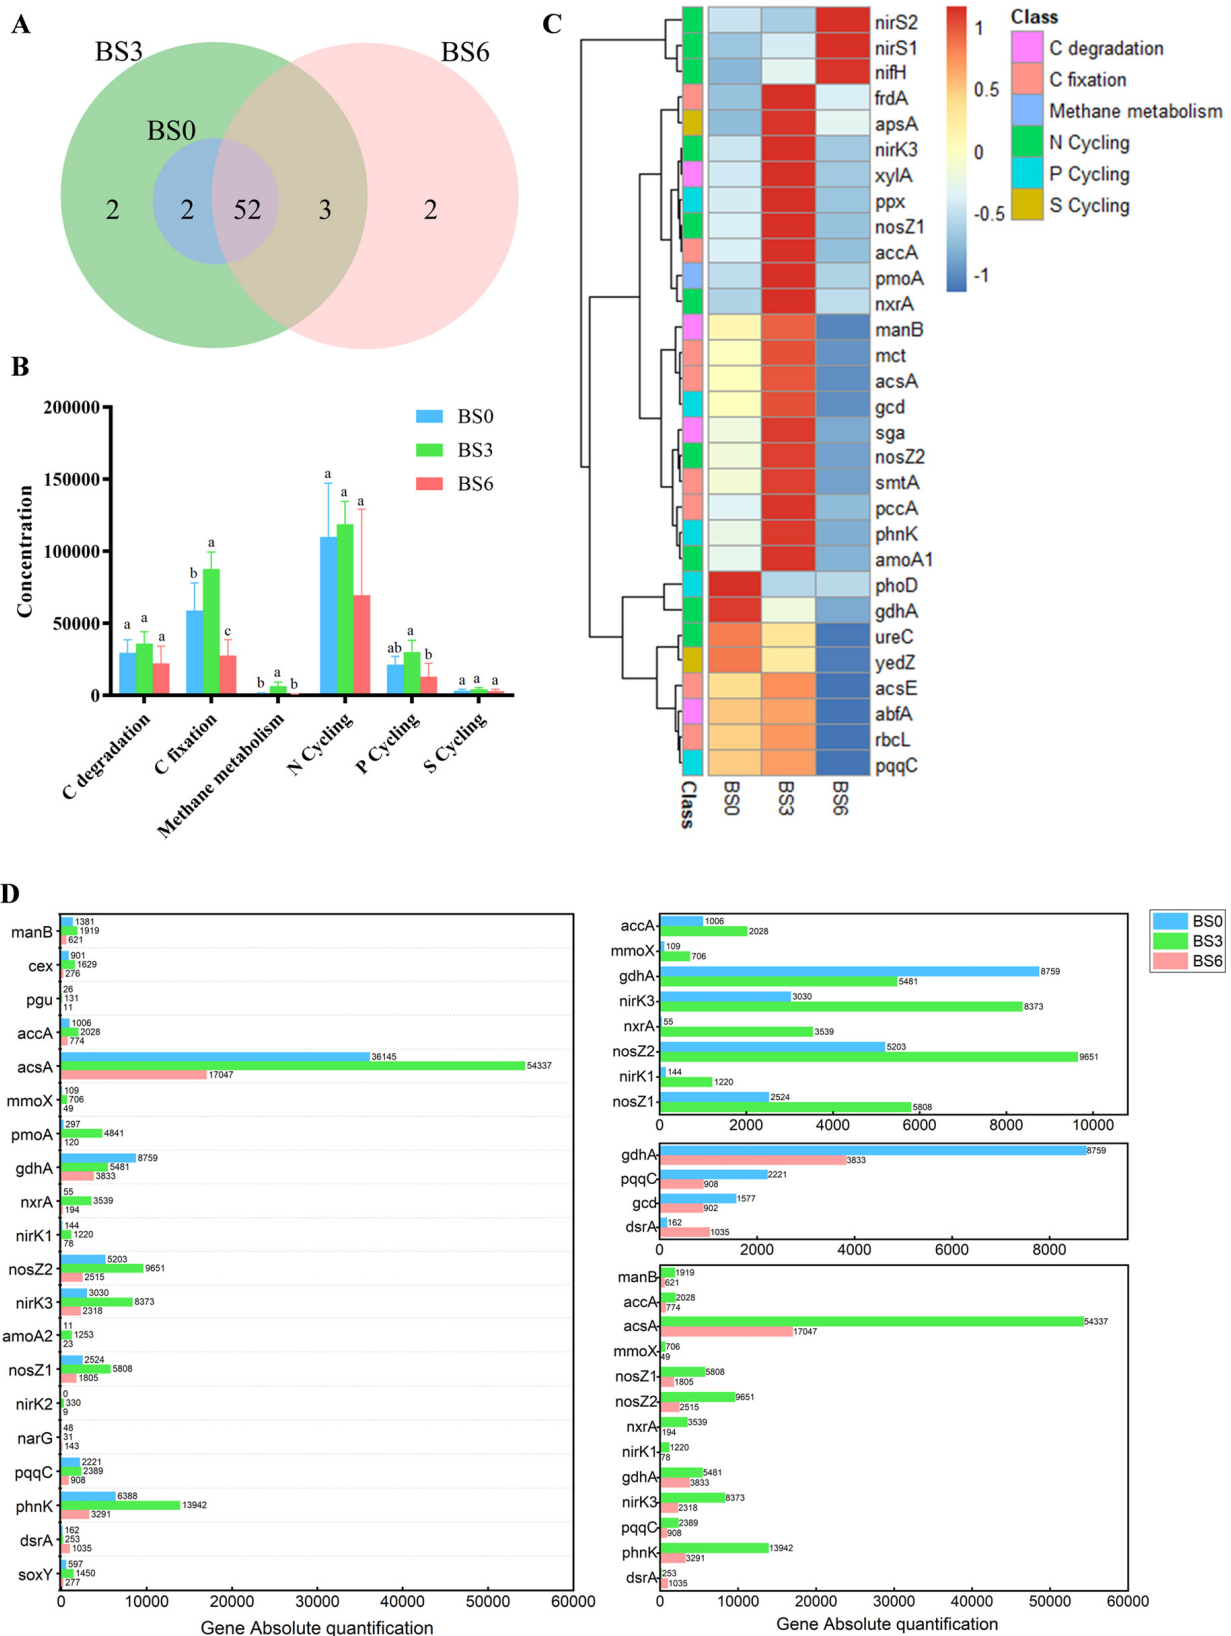 A
BS3
BS6
BS0
2
2
52
3
2
B
200000
150000
100000
50000
0
Concentration
BS0
BS3
BS6
a a a
b a c
b a b
a a a
ab a b
a a a
C degradation
C fixation
Methane metabolism
N Cycling
P Cycling
S Cycling
C
nirS2
nirS1
nifH
frdA
apsA
nirK3
xylA
ppx
nosZ1
accA
pmoA
nxrA
manB
mct
acsA
gcd
sga
nosZ2
smtA
pccA
phnK
amoA1
phoD
gdhA
ureC
yedZ
acsE
abfA
rbcL
pqqC
Class
BS0
BS3
BS6
1
0.5
0
-0.5
-1
Class
C degradation
C fixation
Methane metabolism
N Cycling
P Cycling
S Cycling
D
manB 1381 1919 621
cex 901 1629 276
pgu 26 131 11
accA 1006 2028 774
acsA 36145 54337 17047
mmoX 109 706 49
pmoA 297 4841 120
gdhA 8759 5481 3833
nxrA 55 3539 194
nirK1 144 1220 78
nosZ2 5203 9651 2515
nirK3 3030 8373 2318
amoA2 11 1253 23
nosZ1 2524 5808 1805
nirK2 0 330 9
narG 48 31 143
pqqC 2221 2389 908
phnK 6388 13942 3291
dsrA 162 253 1035
soxY 597 1450 277
0 10000 20000 30000 40000 50000 60000
Gene Absolute quantification
accA 1006 2028
mmoX 109 706
gdhA 8759 5481
nirK3 3030 8373
nxrA 55 3539
nosZ2 5203 9651
nirK1 144 1220
nosZ1 2524 5808
0 2000 4000 6000 8000 10000
gdhA 8759 3833
pqqC 2221 908
gcd 1577 902
dsrA 162 1035
0 2000 4000 6000 8000
manB 1919 621
accA 2028 774
acsA 54337 17047
mmoX 706 49
nosZ1 5808 1805
nosZ2 9651 2515
nxrA 3539 194
nirK1 1220 78
gdhA 5481 3833
nirK3 8373 2318
pqqC 2389 908
phnK 13942 3291
dsrA 253 1035
0 10000 20000 30000 40000 50000 60000
Gene Absolute quantification
BS0
BS3
BS6